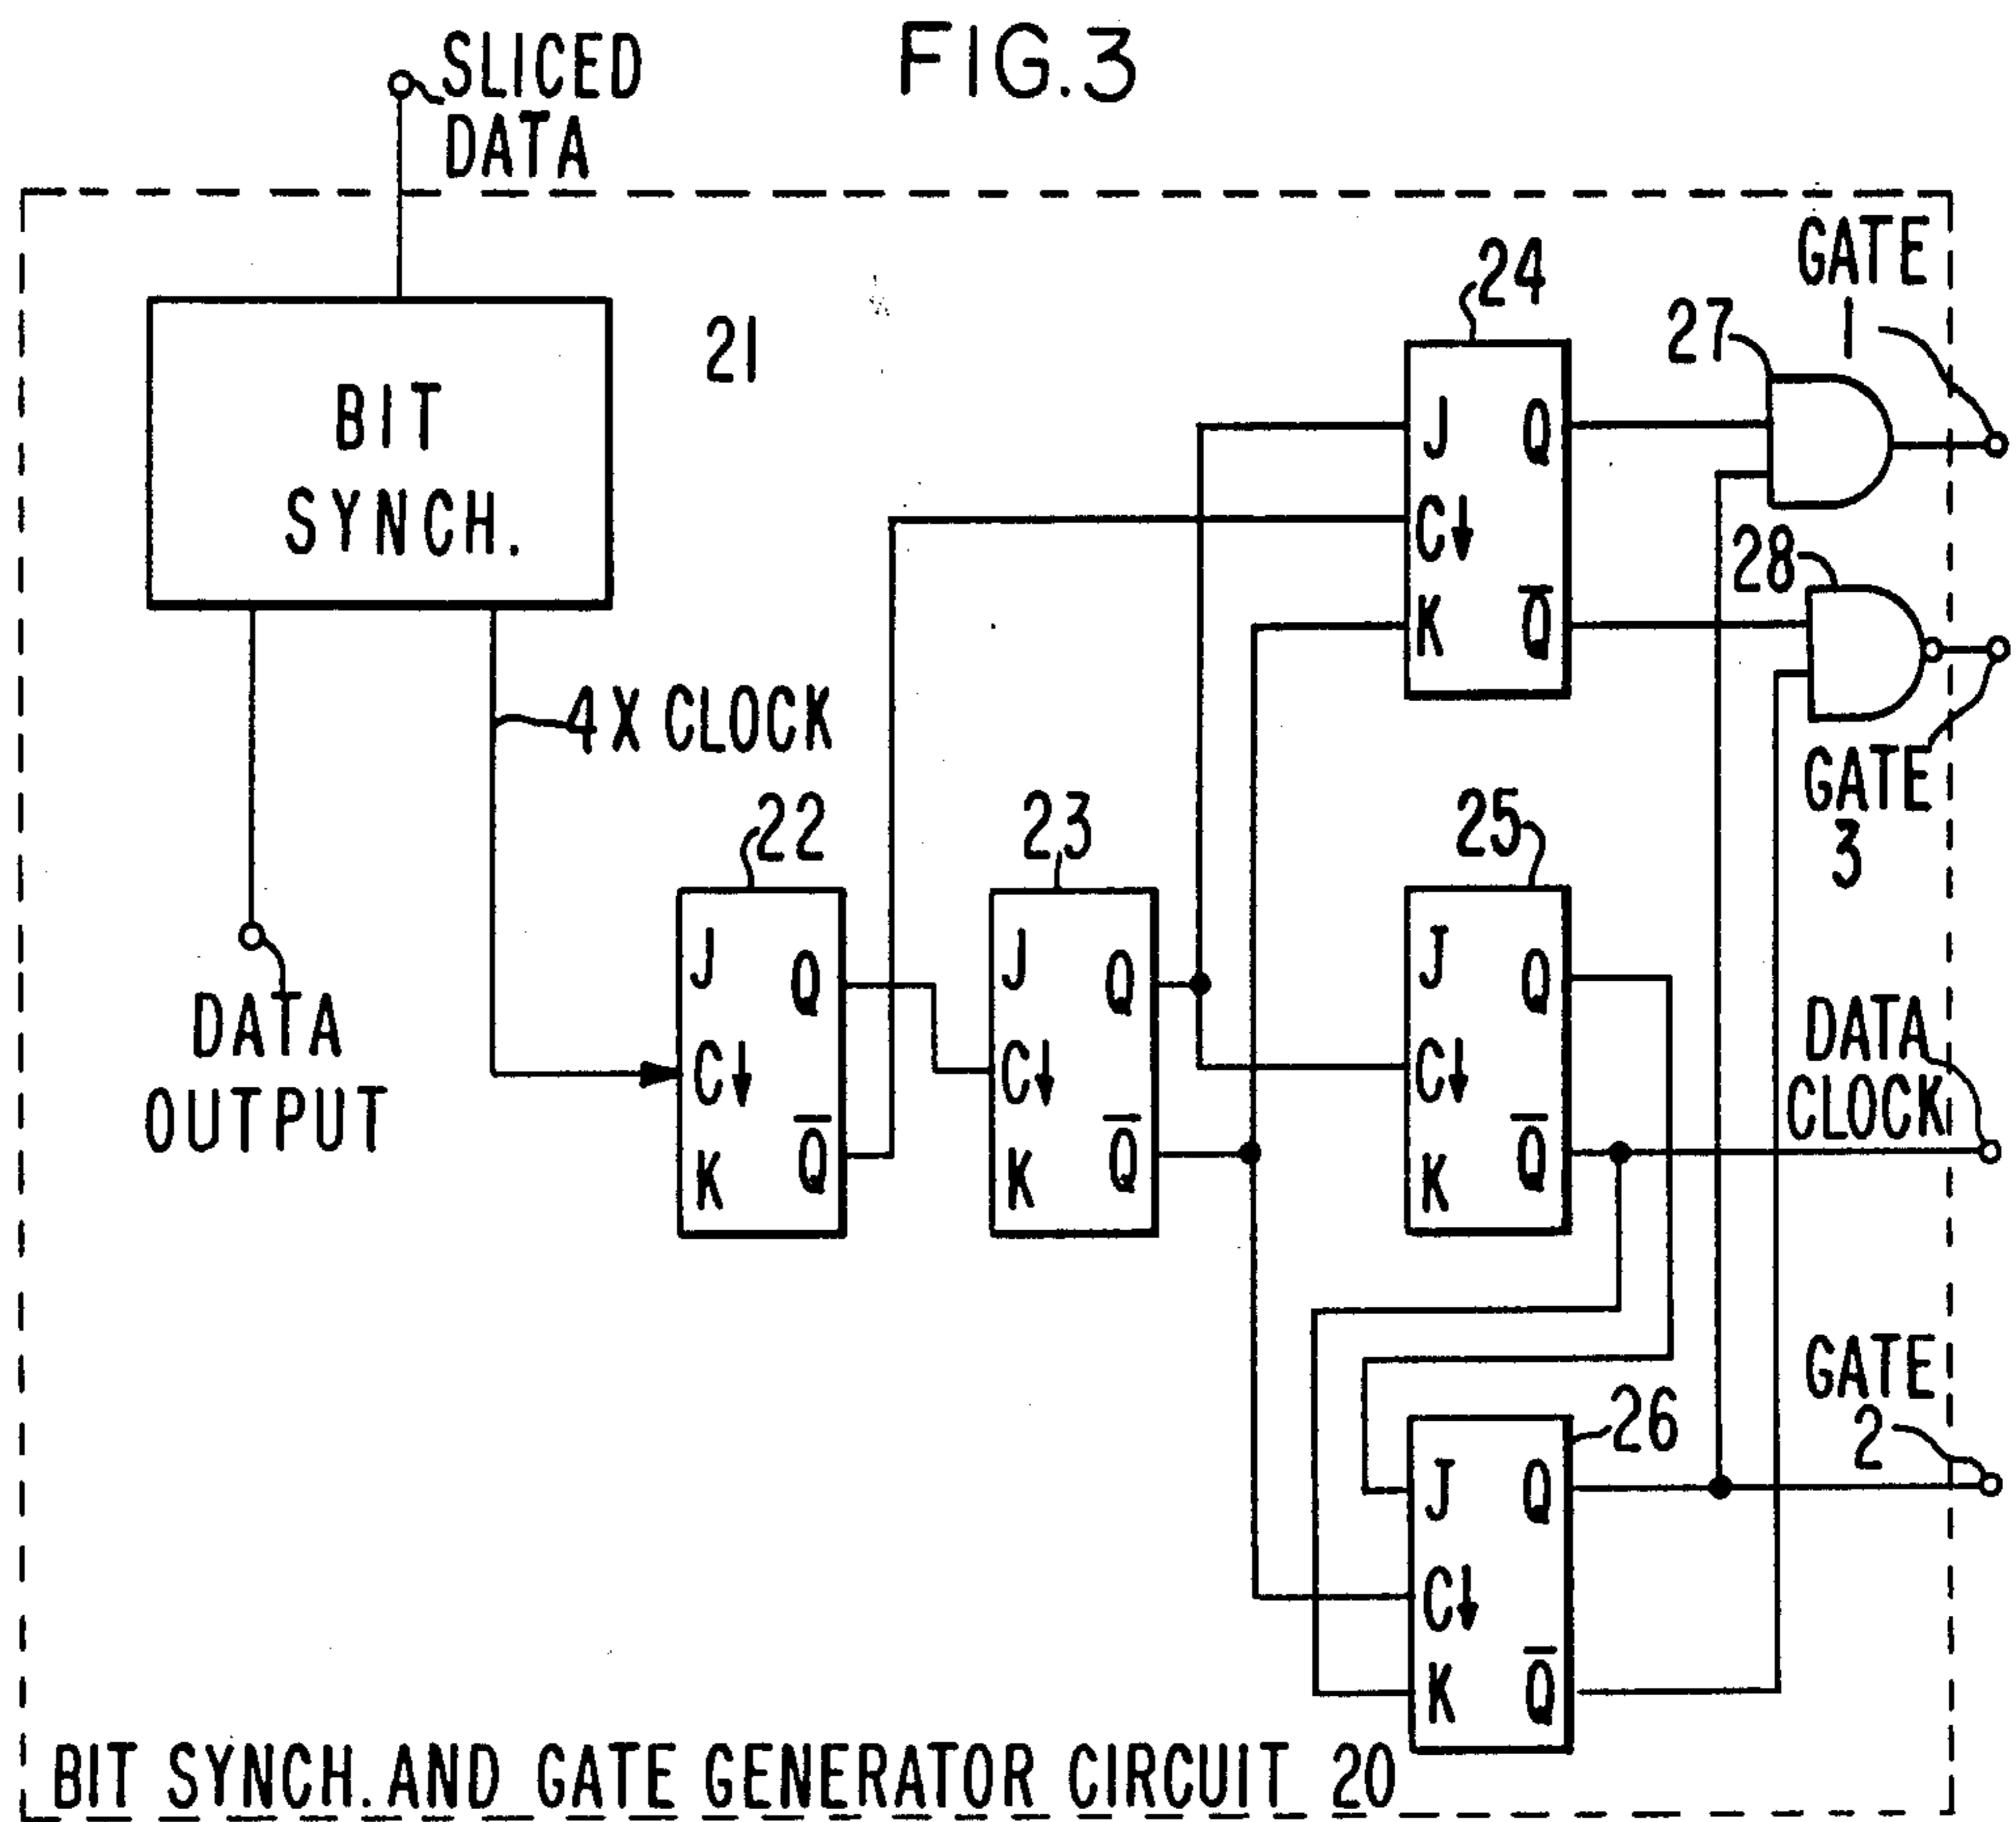 FIG.3
SLICED
DATA
BIT
SYNCH.
21
4X CLOCK
DATA
OUTPUT
22
J Q
C↓
K Q̅
23
J Q
C↓
K Q̅
24
J Q
C↓
K Q̅
25
J Q
C↓
K Q̅
26
J Q
C↓
K Q̅
27
GATE
1
28
GATE
3
DATA
CLOCK
GATE
2
BIT SYNCH. AND GATE GENERATOR CIRCUIT 20